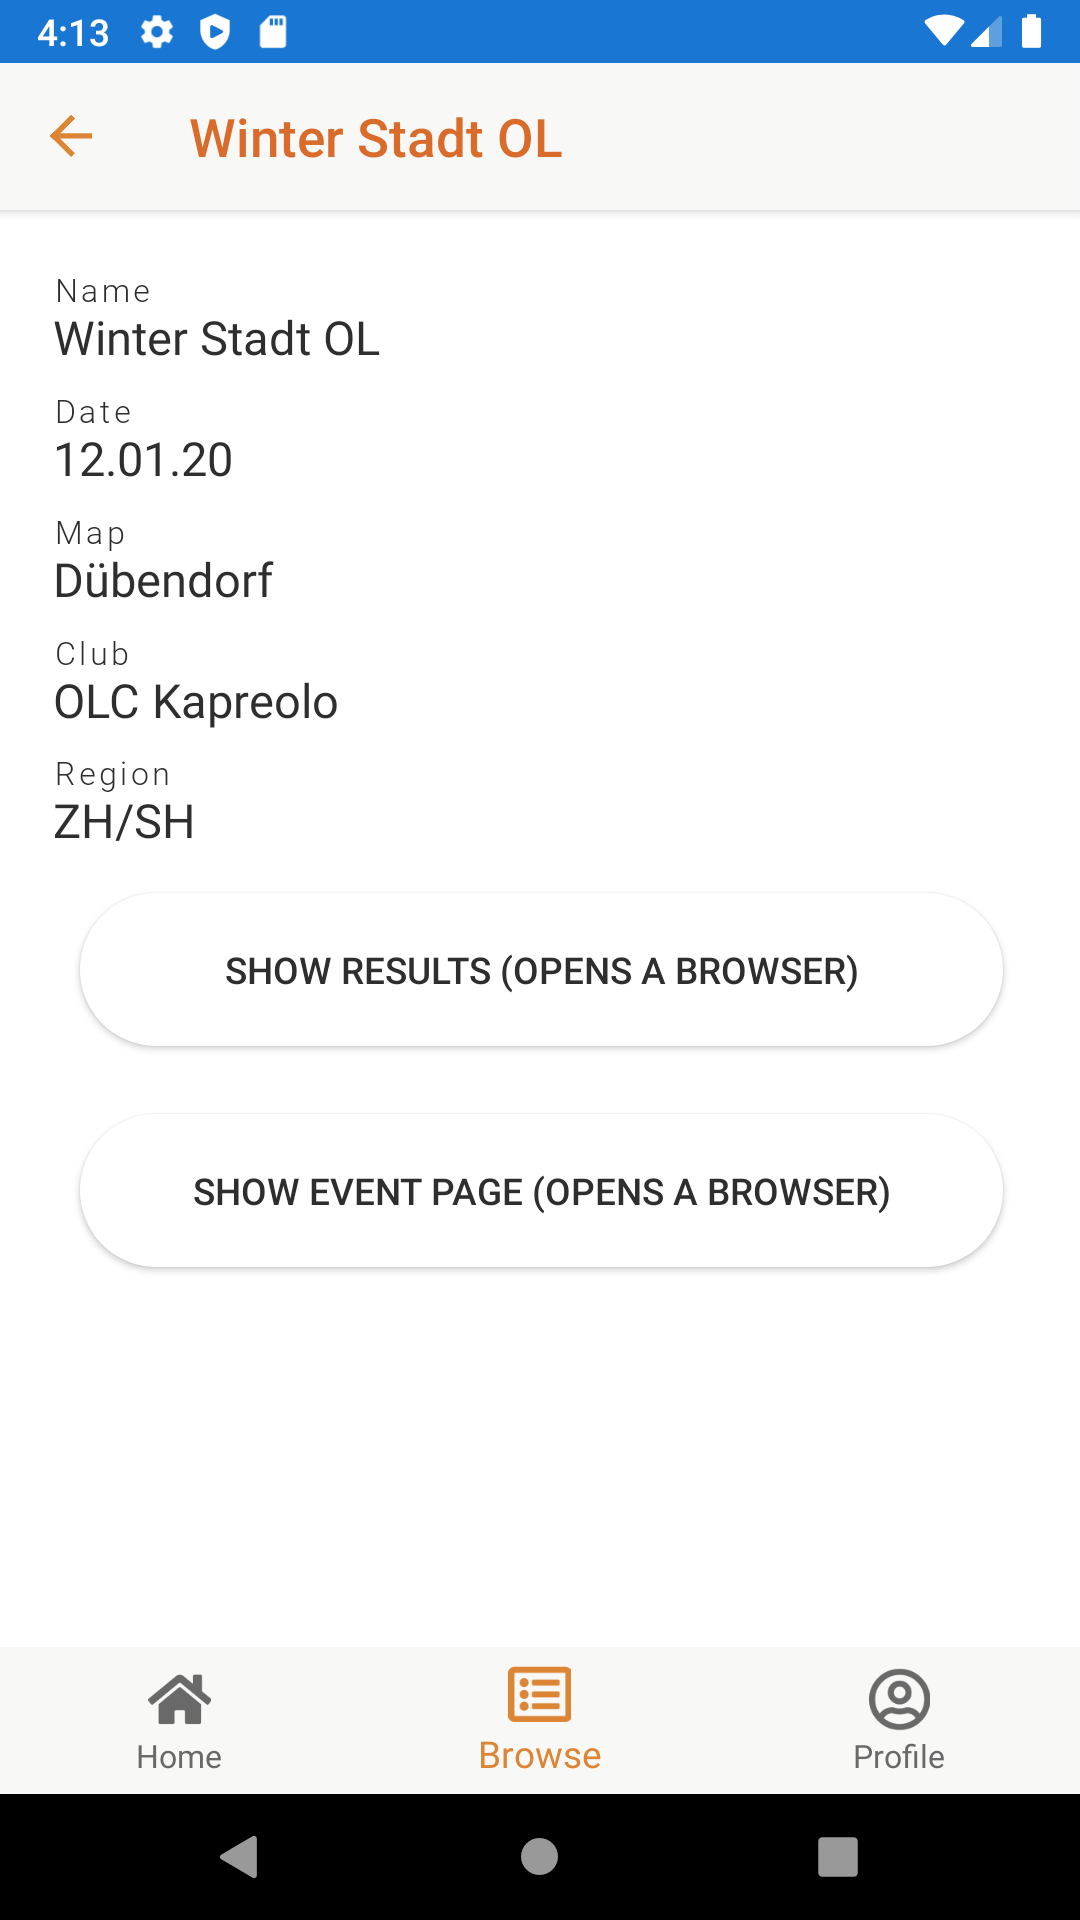 4:13
Winter Stadt OL
Name
Winter Stadt OL
Date
12.01.20
Map
Dübendorf
Club
OLC Kapreolo
Region
ZH/SH
SHOW RESULTS (OPENS A BROWSER)
SHOW EVENT PAGE (OPENS A BROWSER)
Home
Browse
Profile